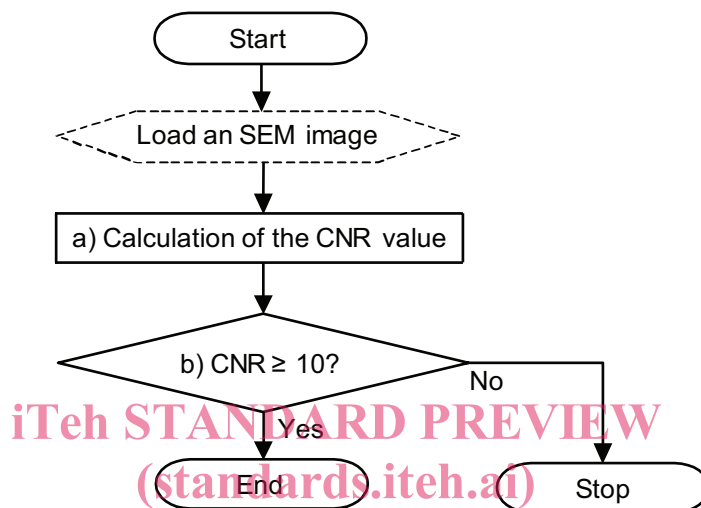 Start
Load an SEM image
a) Calculation of the CNR value
b) CNR ≥ 10?
No
iTeh STANDARD PREVIEW
Yes
(standards.iteh.ai)
End
Stop